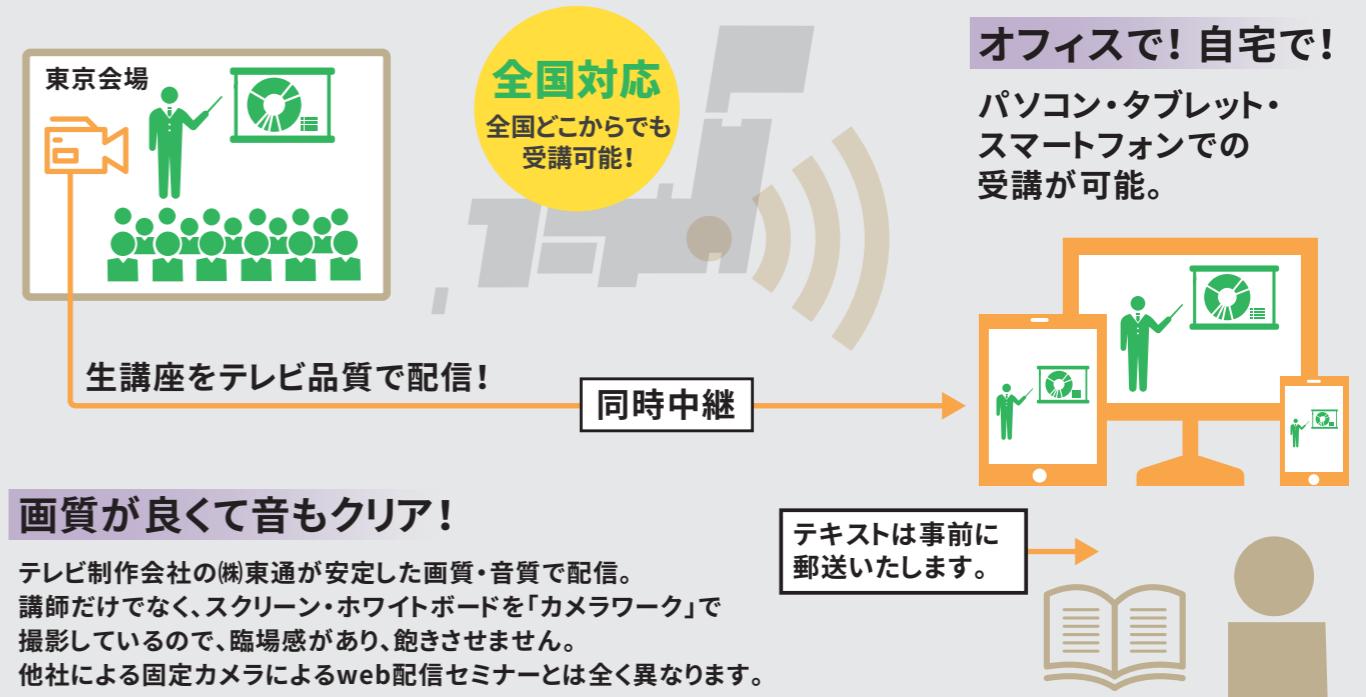 東京会場
全国対応
全国どこからでも
受講可能!
オフィスで! 自宅で!
パソコン・タブレット・
スマートフォンでの
受講が可能。
生講座をテレビ品質で配信!
同時中継
画質が良くて音もクリア!
テレビ制作会社の㈱東通が安定した画質・音質で配信。
講師だけでなく、スクリーン・ホワイトボードを「カメラワーク」で
撮影しているので、臨場感があり、飽きさせません。
他社による固定カメラによるweb配信セミナーとは全く異なります。
テキストは事前に
郵送いたします。